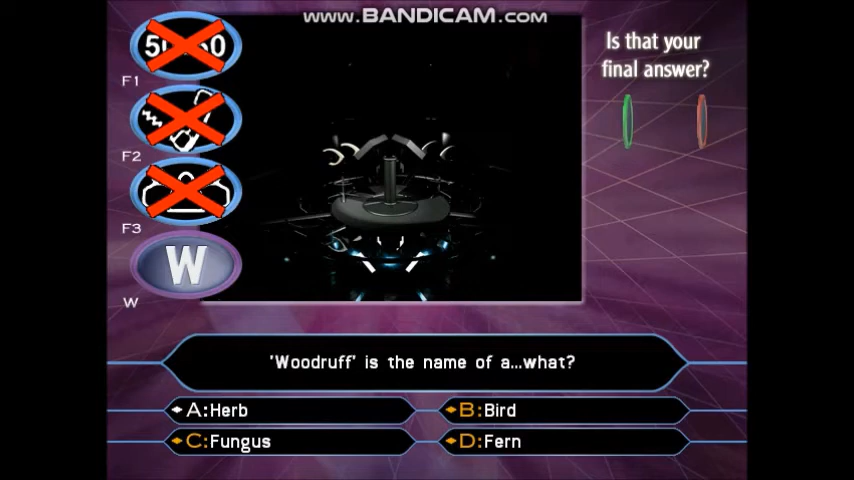 www.BANDICAM.com
Is that your
final answer?
F1
F2
F3
W
W
'Woodruff' is the name of a...what?
A:Herb
B:Bird
C:Fungus
D:Fern